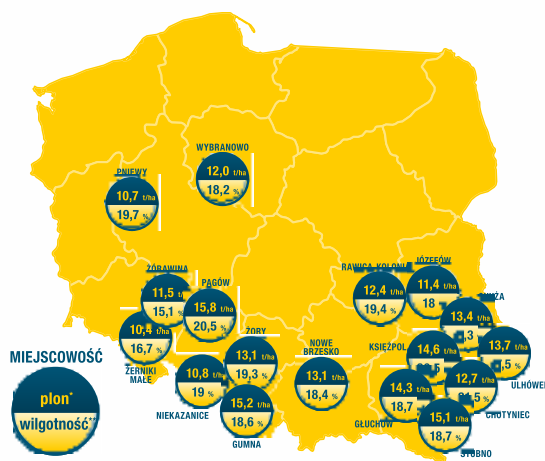 WYBRANOWO
12,0 t/ha
18,2 %
PNIEWY
10,7 t/ha
19,7 %
ŻÓRAWINA
11,5
15,1
PAGÓW
15,8 t/ha
20,5 %
10,4 t/ha
16,7 %
ŻERNIKI
MAŁE
ŻORY
13,1 t/ha
19,3 %
10,8 t/ha
19 %
NIEKAZANICE
15,2 t/ha
18,6 %
GUMNA
NOWE
BRZESKO
13,1 t/ha
18,4 %
12,4 t/ha
19,4 %
JÓZEFÓW
11,4 t/ha
18
13,4 t/ha
KSIĘŻPOL
14,6 t/ha
13,7 t/ha
ULHÓWEK
12,7 t/ha
CHOTYNIEC
14,3 t/ha
18,7
GŁUCHÓW
15,1 t/ha
18,7 %
STUBNO
MIEJSCOWOŚĆ
plon*
wilgotność**